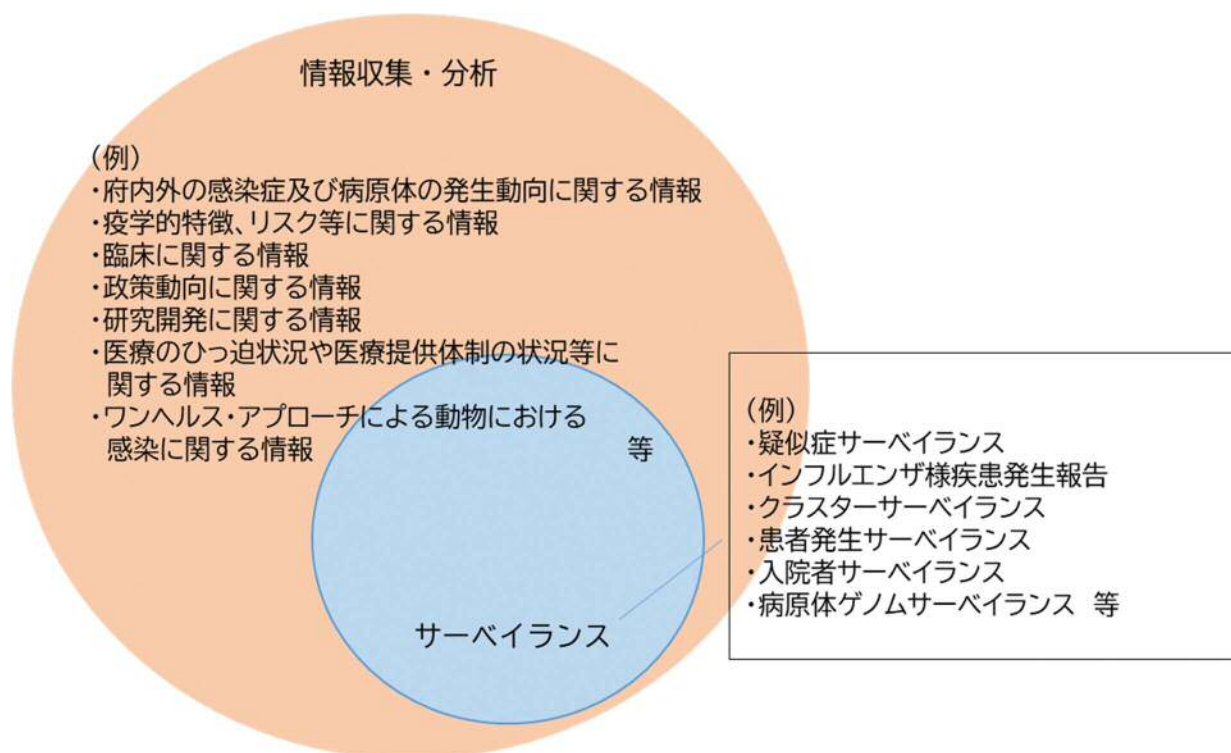 情報収集・分析
(例)
・府内外の感染症及び病原体の発生動向に関する情報
・疫学的特徴、リスク等に関する情報
・臨床に関する情報
・政策動向に関する情報
・研究開発に関する情報
・医療のひっ迫状況や医療提供体制の状況等に
関する情報
・ワンヘルス・アプローチによる動物における
感染に関する情報 等
サーベイランス
(例)
・疑似症サーベイランス
・インフルエンザ様疾患発生報告
・クラスターサーベイランス
・患者発生サーベイランス
・入院者サーベイランス
・病原体ゲノムサーベイランス 等